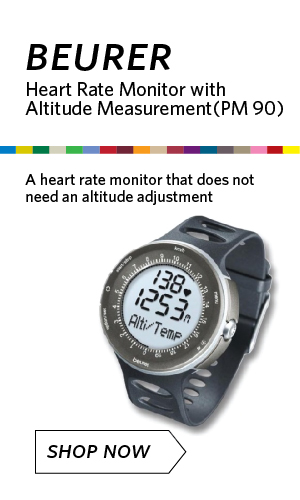 BEURER
Heart Rate Monitor with
Altitude Measurement(PM 90)
A heart rate monitor that does not
need an altitude adjustment
138
1253
Alti/Temp
beurer
SHOP NOW